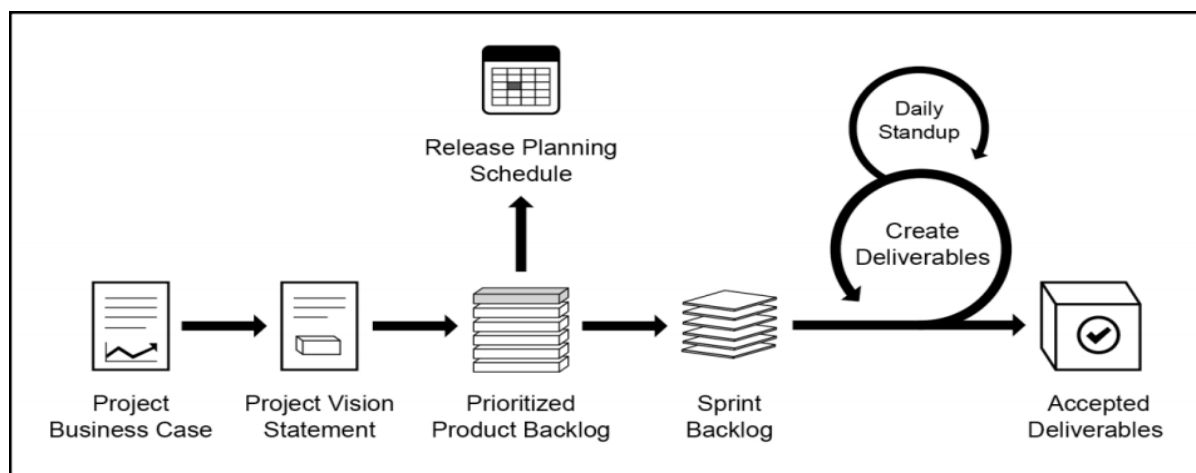 Release Planning
Schedule
Daily
Standup
Create
Deliverables
Project
Business Case
Project Vision
Statement
Prioritized
Product Backlog
Sprint
Backlog
Accepted
Deliverables